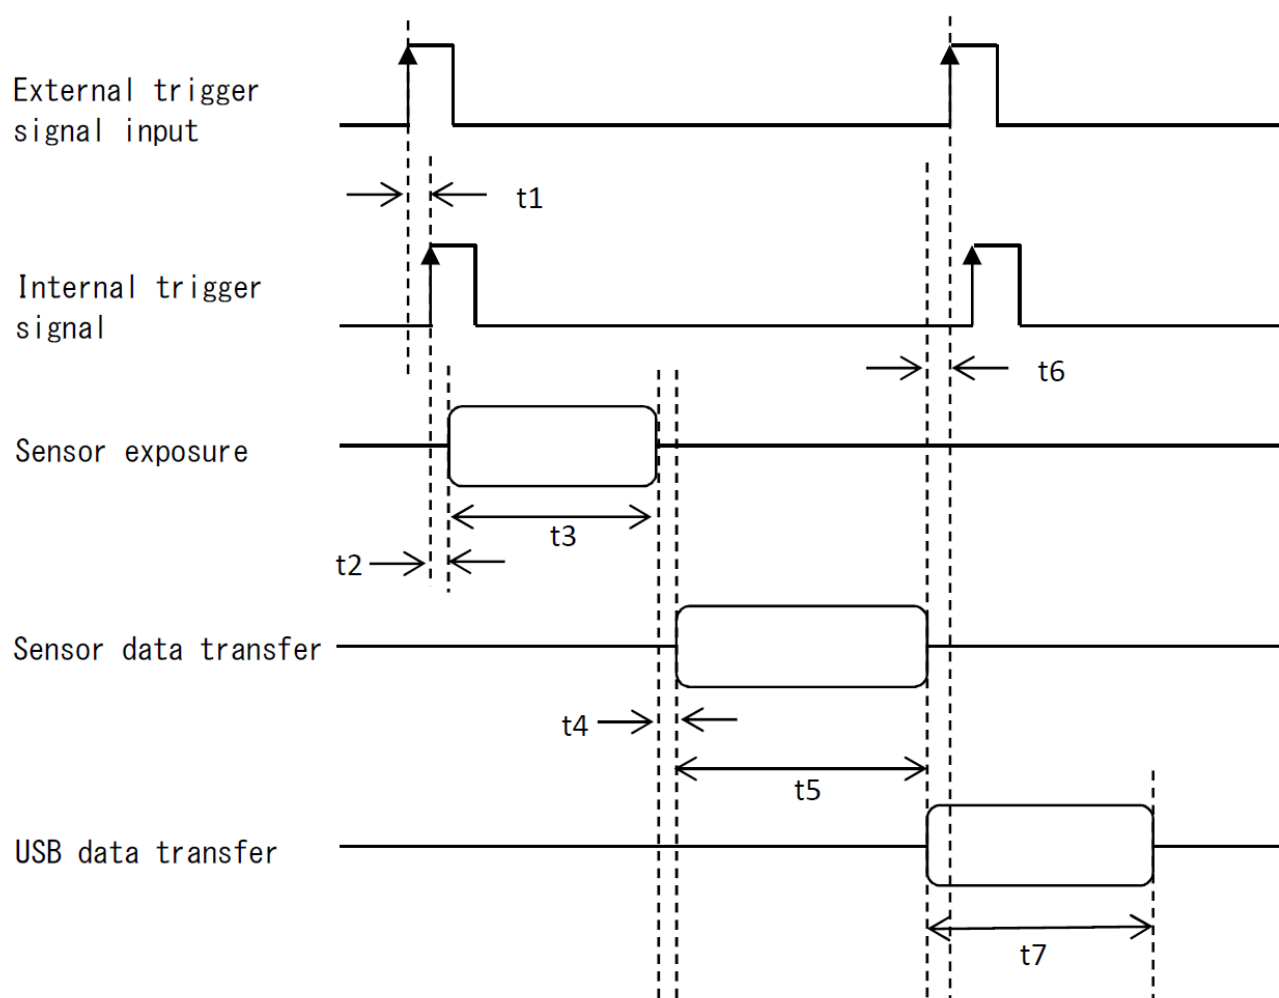 External trigger
signal input
t1
Internal trigger
signal
t6
Sensor exposure
t3
t2
Sensor data transfer
t4
t5
USB data transfer
t7